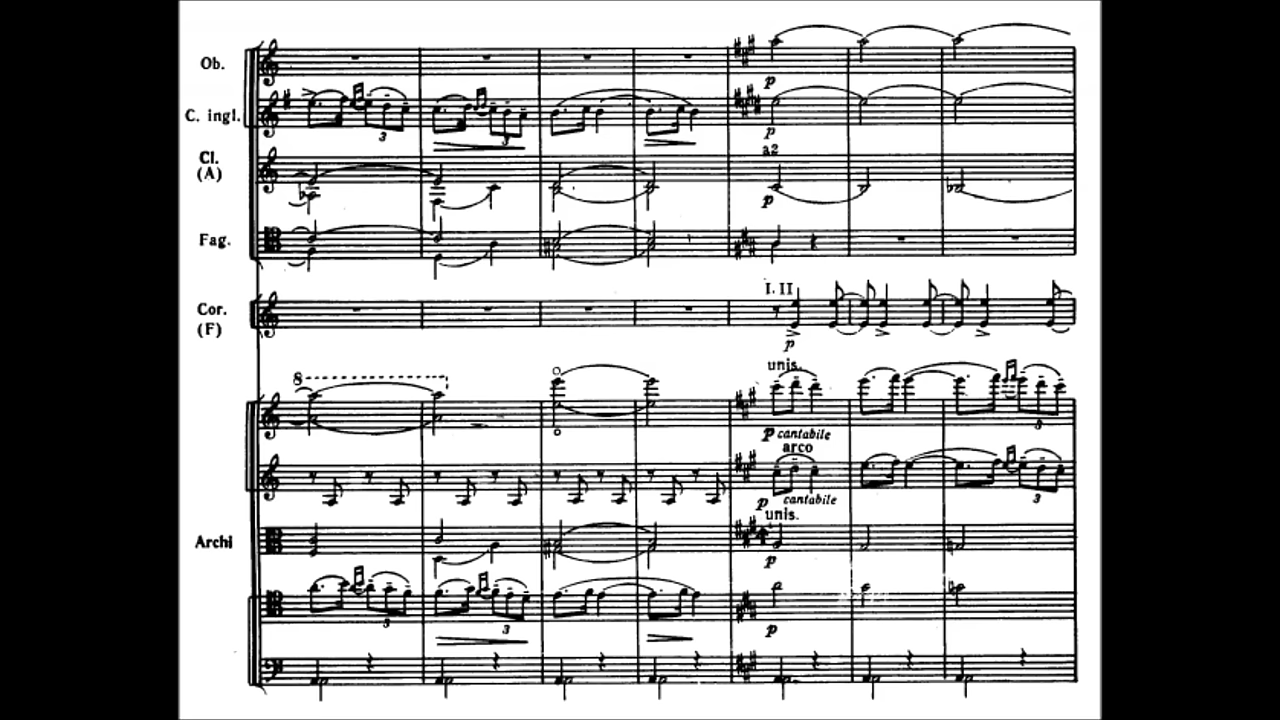 Ob.
C. ingl.
3
3
p
p
Cl.
(A)
a2
p
Fag.
Cor.
(F)
I. II
p
8
unis.
p cantabile
3
arco
p cantabile
3
Archi
unis.
p
3
3
p